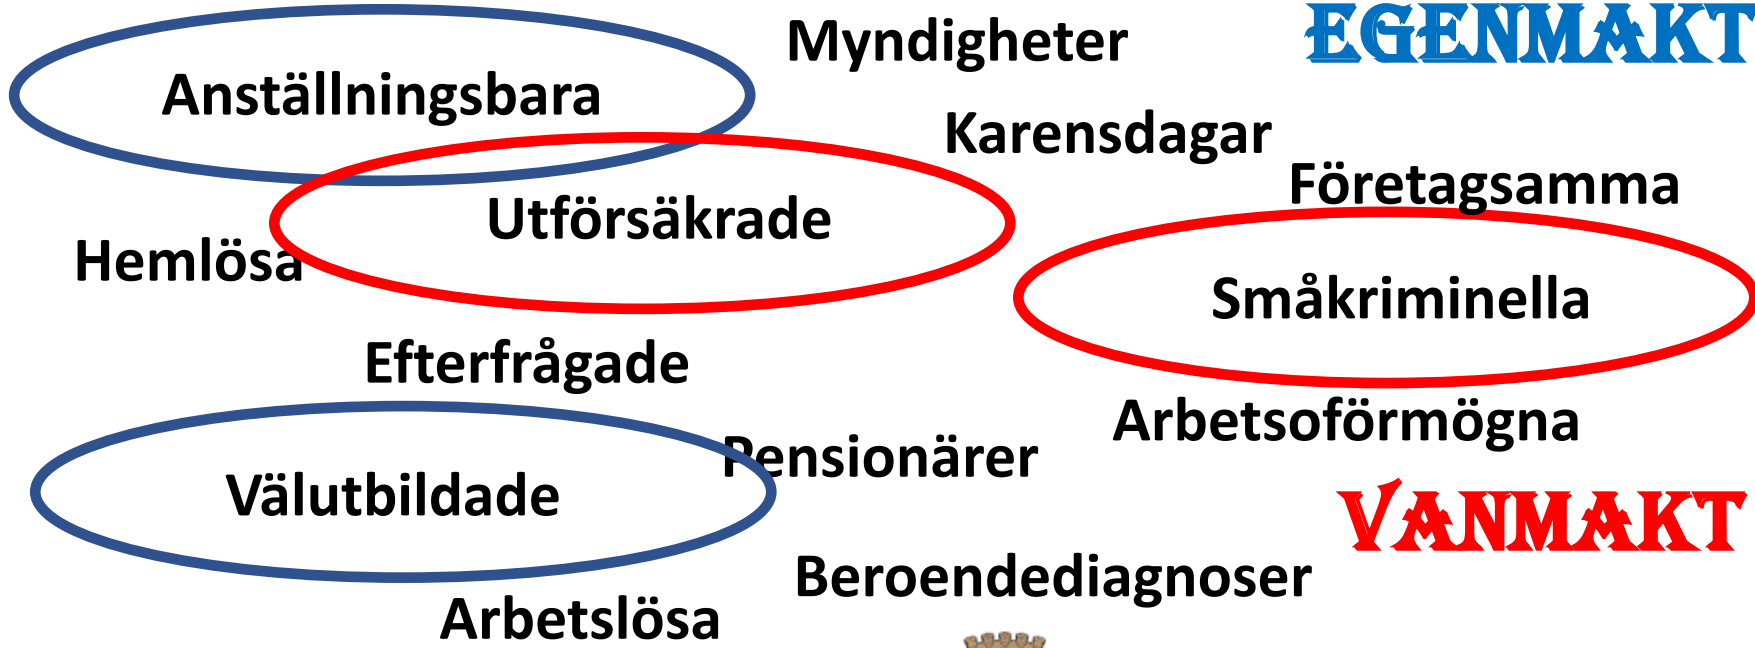 Myndigheter
EGENMAKT
Anställningsbara
Karensdagar
Företagsamma
Utförsäkrade
Hemlösa
Småkriminella
Efterfrågade
Arbetsoförmögna
Pensionärer
Välutbildade
VANMAKT
Beroendediagnoser
Arbetslösa